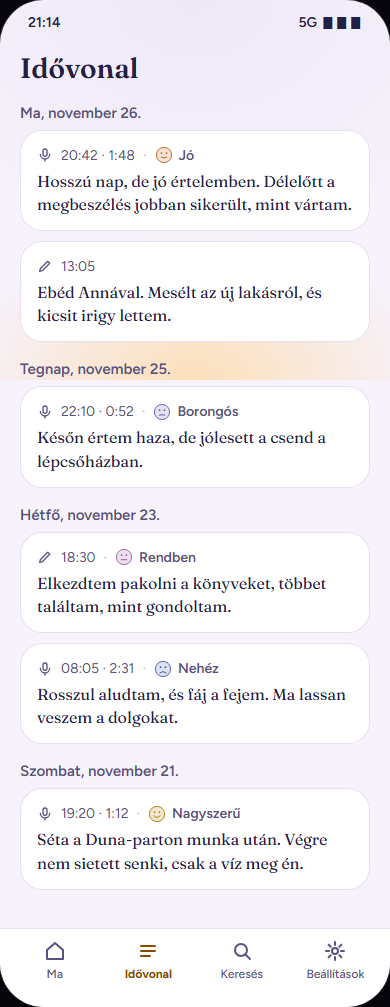 21:14
5G
Idővonal
Ma, november 26.
20:42 · 1:48 · Jó
Hosszú nap, de jó értelemben. Délelőtt a
megbeszélés jobban sikerült, mint vártam.
13:05
Ebéd Annával. Mesélt az új lakásról, és
kicsit irigy lettem.
Tegnap, november 25.
22:10 · 0:52 · Borongós
Későn értem haza, de jólesett a csend a
lépcsőházban.
Hétfő, november 23.
18:30 · Rendben
Elkezdtem pakolni a könyveket, többet
találtam, mint gondoltam.
08:05 · 2:31 · Nehéz
Rosszul aludtam, és fáj a fejem. Ma lassan
veszem a dolgokat.
Szombat, november 21.
19:20 · 1:12 · Nagyszerű
Séta a Duna-parton munka után. Végre
nem sietett senki, csak a víz meg én.
Ma
Idővonal
Keresés
Beállítások